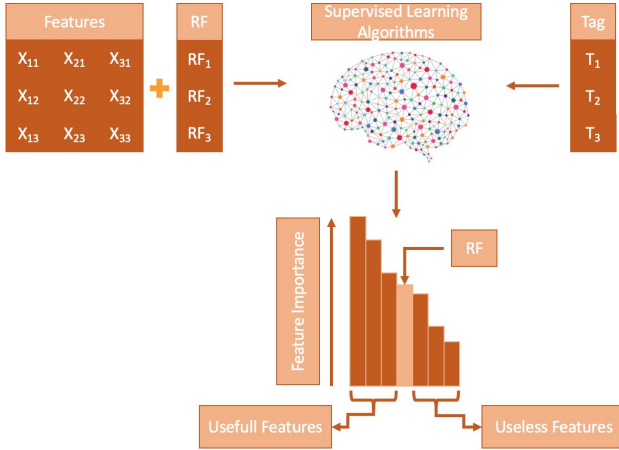 Features
RF
Supervised Learning
Algorithms
Tag
X11 X21 X31
RF1
T1
X12 X22 X32
RF2
T2
X13 X23 X33
RF3
T3
Feature Importance
RF
Usefull Features
Useless Features